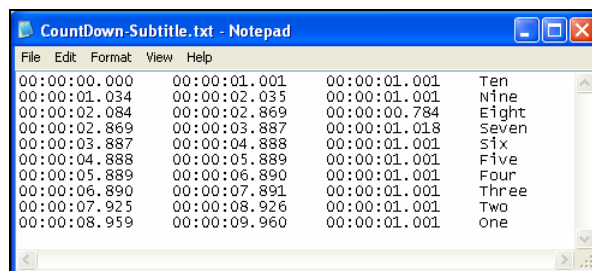 CountDown-Subtitle.txt - Notepad
File Edit Format View Help
00:00:00.000 00:00:01.001 00:00:01.001 Ten
00:00:01.034 00:00:02.035 00:00:01.001 Nine
00:00:02.084 00:00:02.869 00:00:00.784 Eight
00:00:02.869 00:00:03.887 00:00:01.018 Seven
00:00:03.887 00:00:04.888 00:00:01.001 Six
00:00:04.888 00:00:05.889 00:00:01.001 Five
00:00:05.889 00:00:06.890 00:00:01.001 Four
00:00:06.890 00:00:07.891 00:00:01.001 Three
00:00:07.925 00:00:08.926 00:00:01.001 Two
00:00:08.959 00:00:09.960 00:00:01.001 One